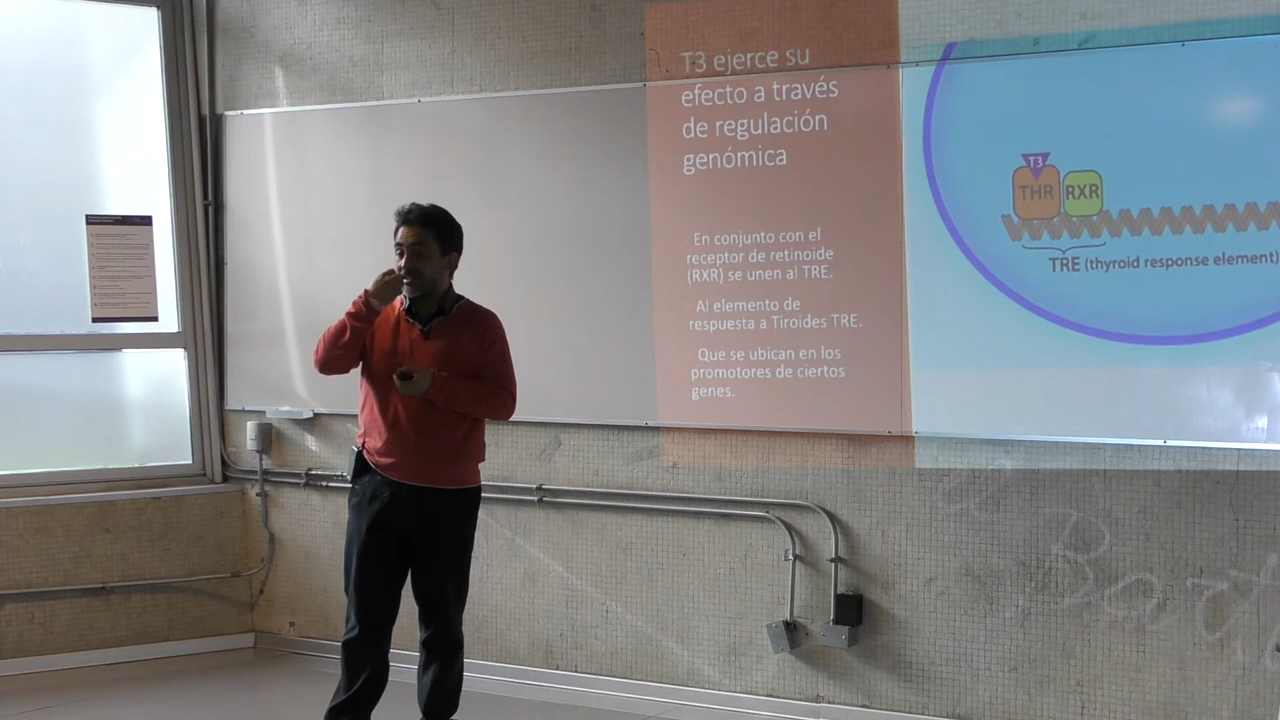 T3 ejerce su
efecto a través
de regulación
genómica
En conjunto con el
receptor de retinoide
(RXR) se unen al TRE.
Al elemento de
respuesta a Tiroides TRE.
Que se ubican en los
promotores de ciertos
genes.
T3
THR RXR
TRE (thyroid response element)